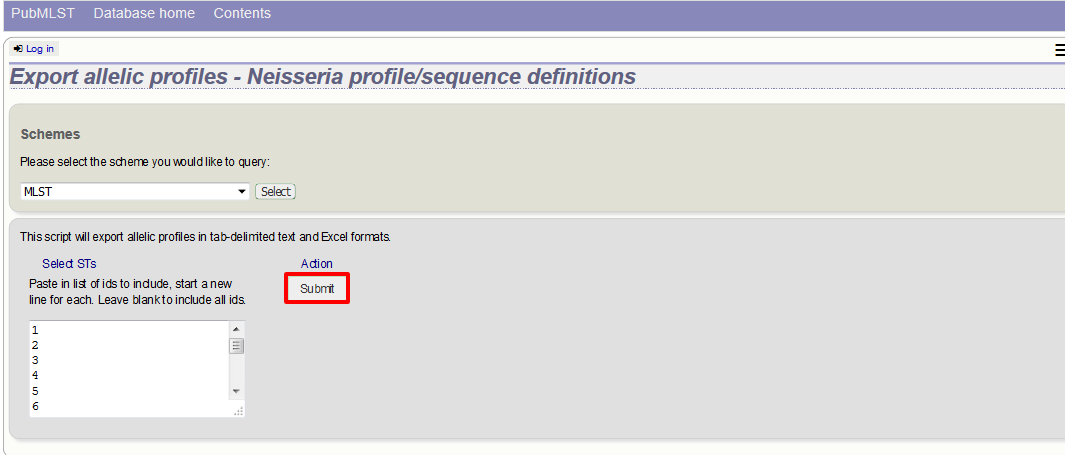 PubMLST Database home Contents
Log in
Export allelic profiles - Neisseria profile/sequence definitions
Schemes
Please select the scheme you would like to query:
MLST Select
This script will export allelic profiles in tab-delimited text and Excel formats.
Select STs
Paste in list of ids to include, start a new
line for each. Leave blank to include all ids.
1
2
3
4
5
6
Action
Submit